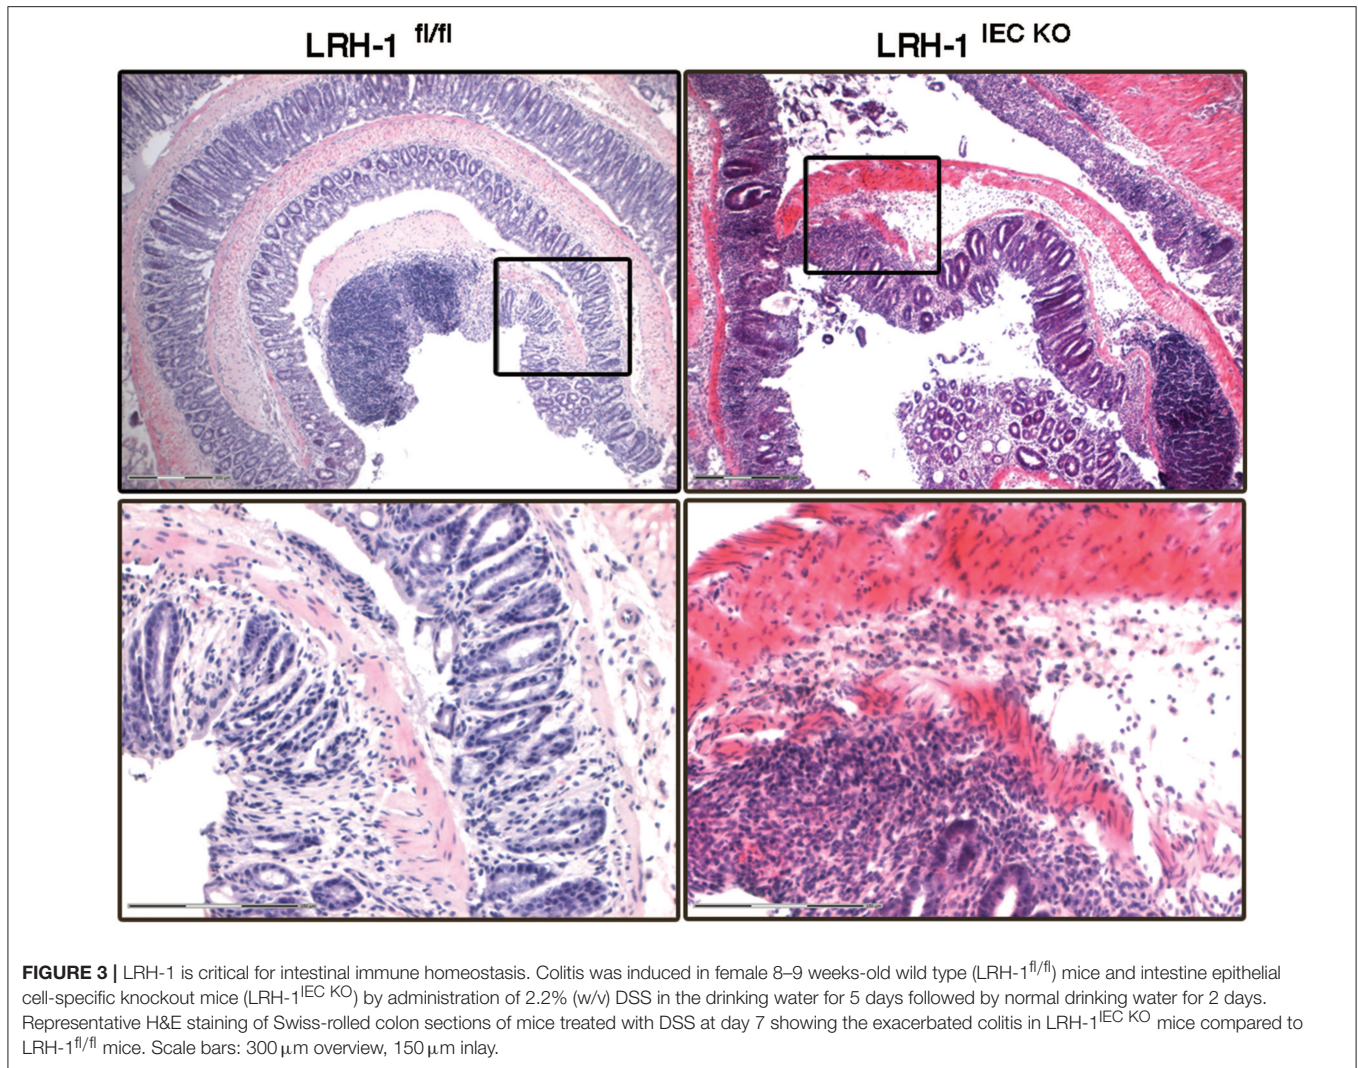 LRH-1 fl/fl
LRH-1 IEC KO
FIGURE 3 | LRH-1 is critical for intestinal immune homeostasis. Colitis was induced in female 8–9 weeks-old wild type (LRH-1fl/fl) mice and intestine epithelial
cell-specific knockout mice (LRH-1IEC KO) by administration of 2.2% (w/v) DSS in the drinking water for 5 days followed by normal drinking water for 2 days.
Representative H&E staining of Swiss-rolled colon sections of mice treated with DSS at day 7 showing the exacerbated colitis in LRH-1IEC KO mice compared to
LRH-1fl/fl mice. Scale bars: 300 μm overview, 150 μm inlay.